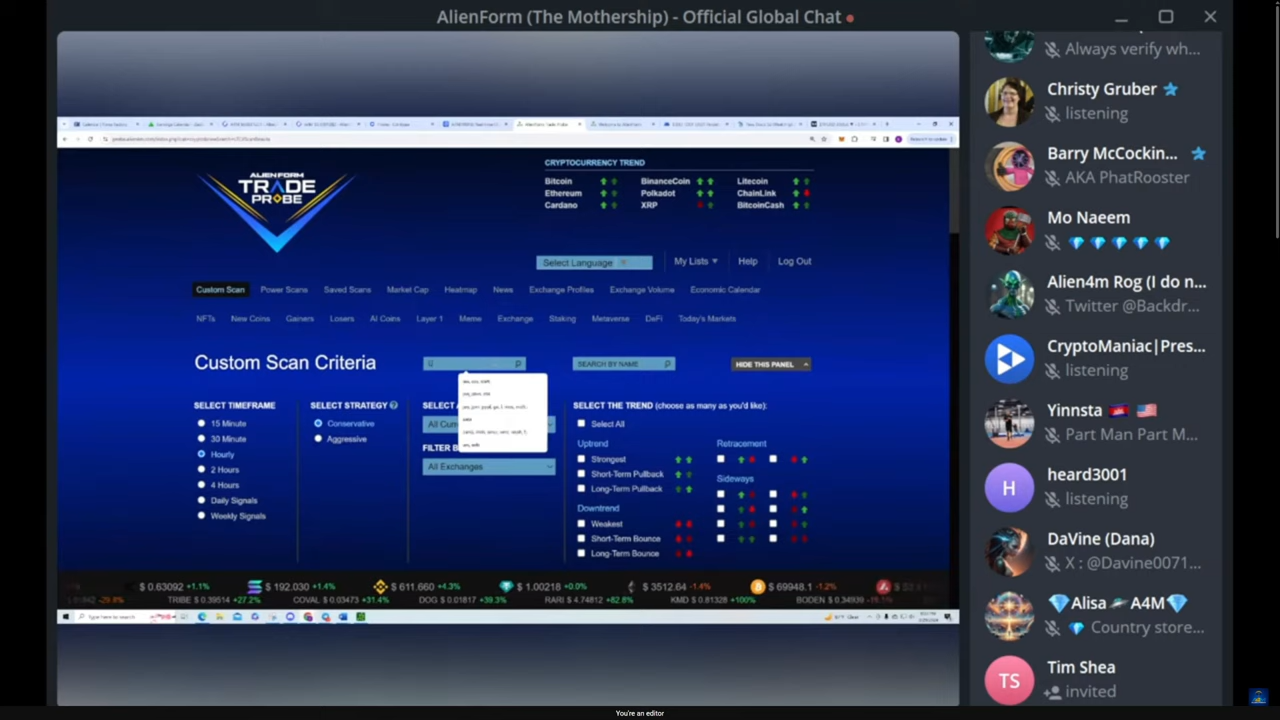 AlienForm (The Mothership) - Official Global Chat
ALIEN FORM
TRADE
PROBE
CRYPTOCURRENCY TREND
Bitcoin BinanceCoin Litecoin
Ethereum Polkadot ChainLink
Cardano XRP BitcoinCash
Select Language My Lists Help Log Out
Custom Scan Power Scans Saved Scans Market Cap Heatmap News Exchange Profiles Exchange Volume Economic Calendar
NFTs New Coins Gainers Losers AI Coins Layer 1 Meme Exchange Staking Metaverse DeFi Today's Markets
Custom Scan Criteria SEARCH BY NAME HIDE THIS PANEL
SELECT TIMEFRAME
15 Minute
30 Minute
Hourly
2 Hours
4 Hours
Daily Signals
Weekly Signals
SELECT STRATEGY
Conservative
Aggressive
SELECT
All Cur
FILTER B
All Exchanges
SELECT THE TREND (choose as many as you'd like):
Select All
Uptrend
Strongest
Short-Term Pullback
Long-Term Pullback
Downtrend
Weakest
Short-Term Bounce
Long-Term Bounce
Retracement
Sideways
$ 0.63092 +1.1% $ 192.030 +1.4% $ 611.660 +4.3% $ 1.00218 +0.0% $ 3512.64 -1.4% $ 69948.1 -1.2%
TRIBE $ 0.39514 +27.2% COVAL $ 0.03473 +31.4% DOG $ 0.01817 +39.3% RARI $ 4.74812 +82.8% KMD $ 0.81328 +100% BODEN $ 0.34939
Type here to search
Always verify wh...
Christy Gruber
listening
Barry McCockin...
AKA PhatRooster
Mo Naeem
Alien4m Rog (I do n...
Twitter @Backdr...
CryptoManiac|Pres...
listening
Yinnsta
Part Man Part M...
H
heard3001
listening
DaVine (Dana)
X : @Davine0071...
Alisa A4M
Country store...
TS
Tim Shea
invited
You're an editor